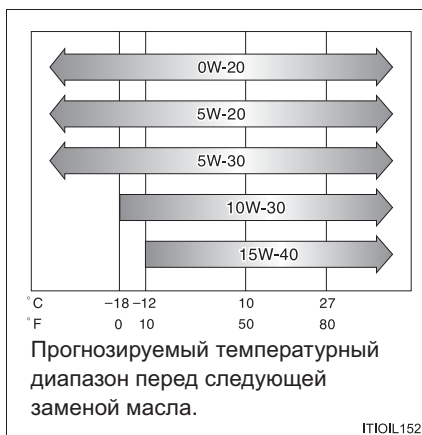 0W-20
5W-20
5W-30
10W-30
15W-40
°C −18 −12 10 27
°F 0 10 50 80
Прогнозируемый температурный
диапазон перед следующей
заменой масла.
ITIOIL152